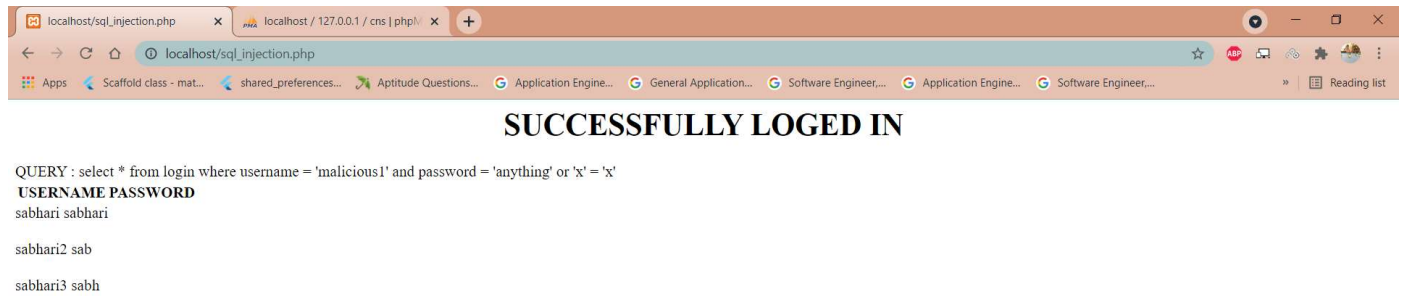 localhost/sql_injection.php
localhost / 127.0.0.1 / cns | phpM
localhost/sql_injection.php
ABP
Apps Scaffold class - mat... shared_preferences... Aptitude Questions... Application Engine... General Application... Software Engineer,... Application Engine... Software Engineer,... » Reading list
SUCCESSFULLY LOGED IN
QUERY : select * from login where username = 'malicious1' and password = 'anything' or 'x' = 'x'
USERNAME PASSWORD
sabhari sabhari
sabhari2 sab
sabhari3 sabh